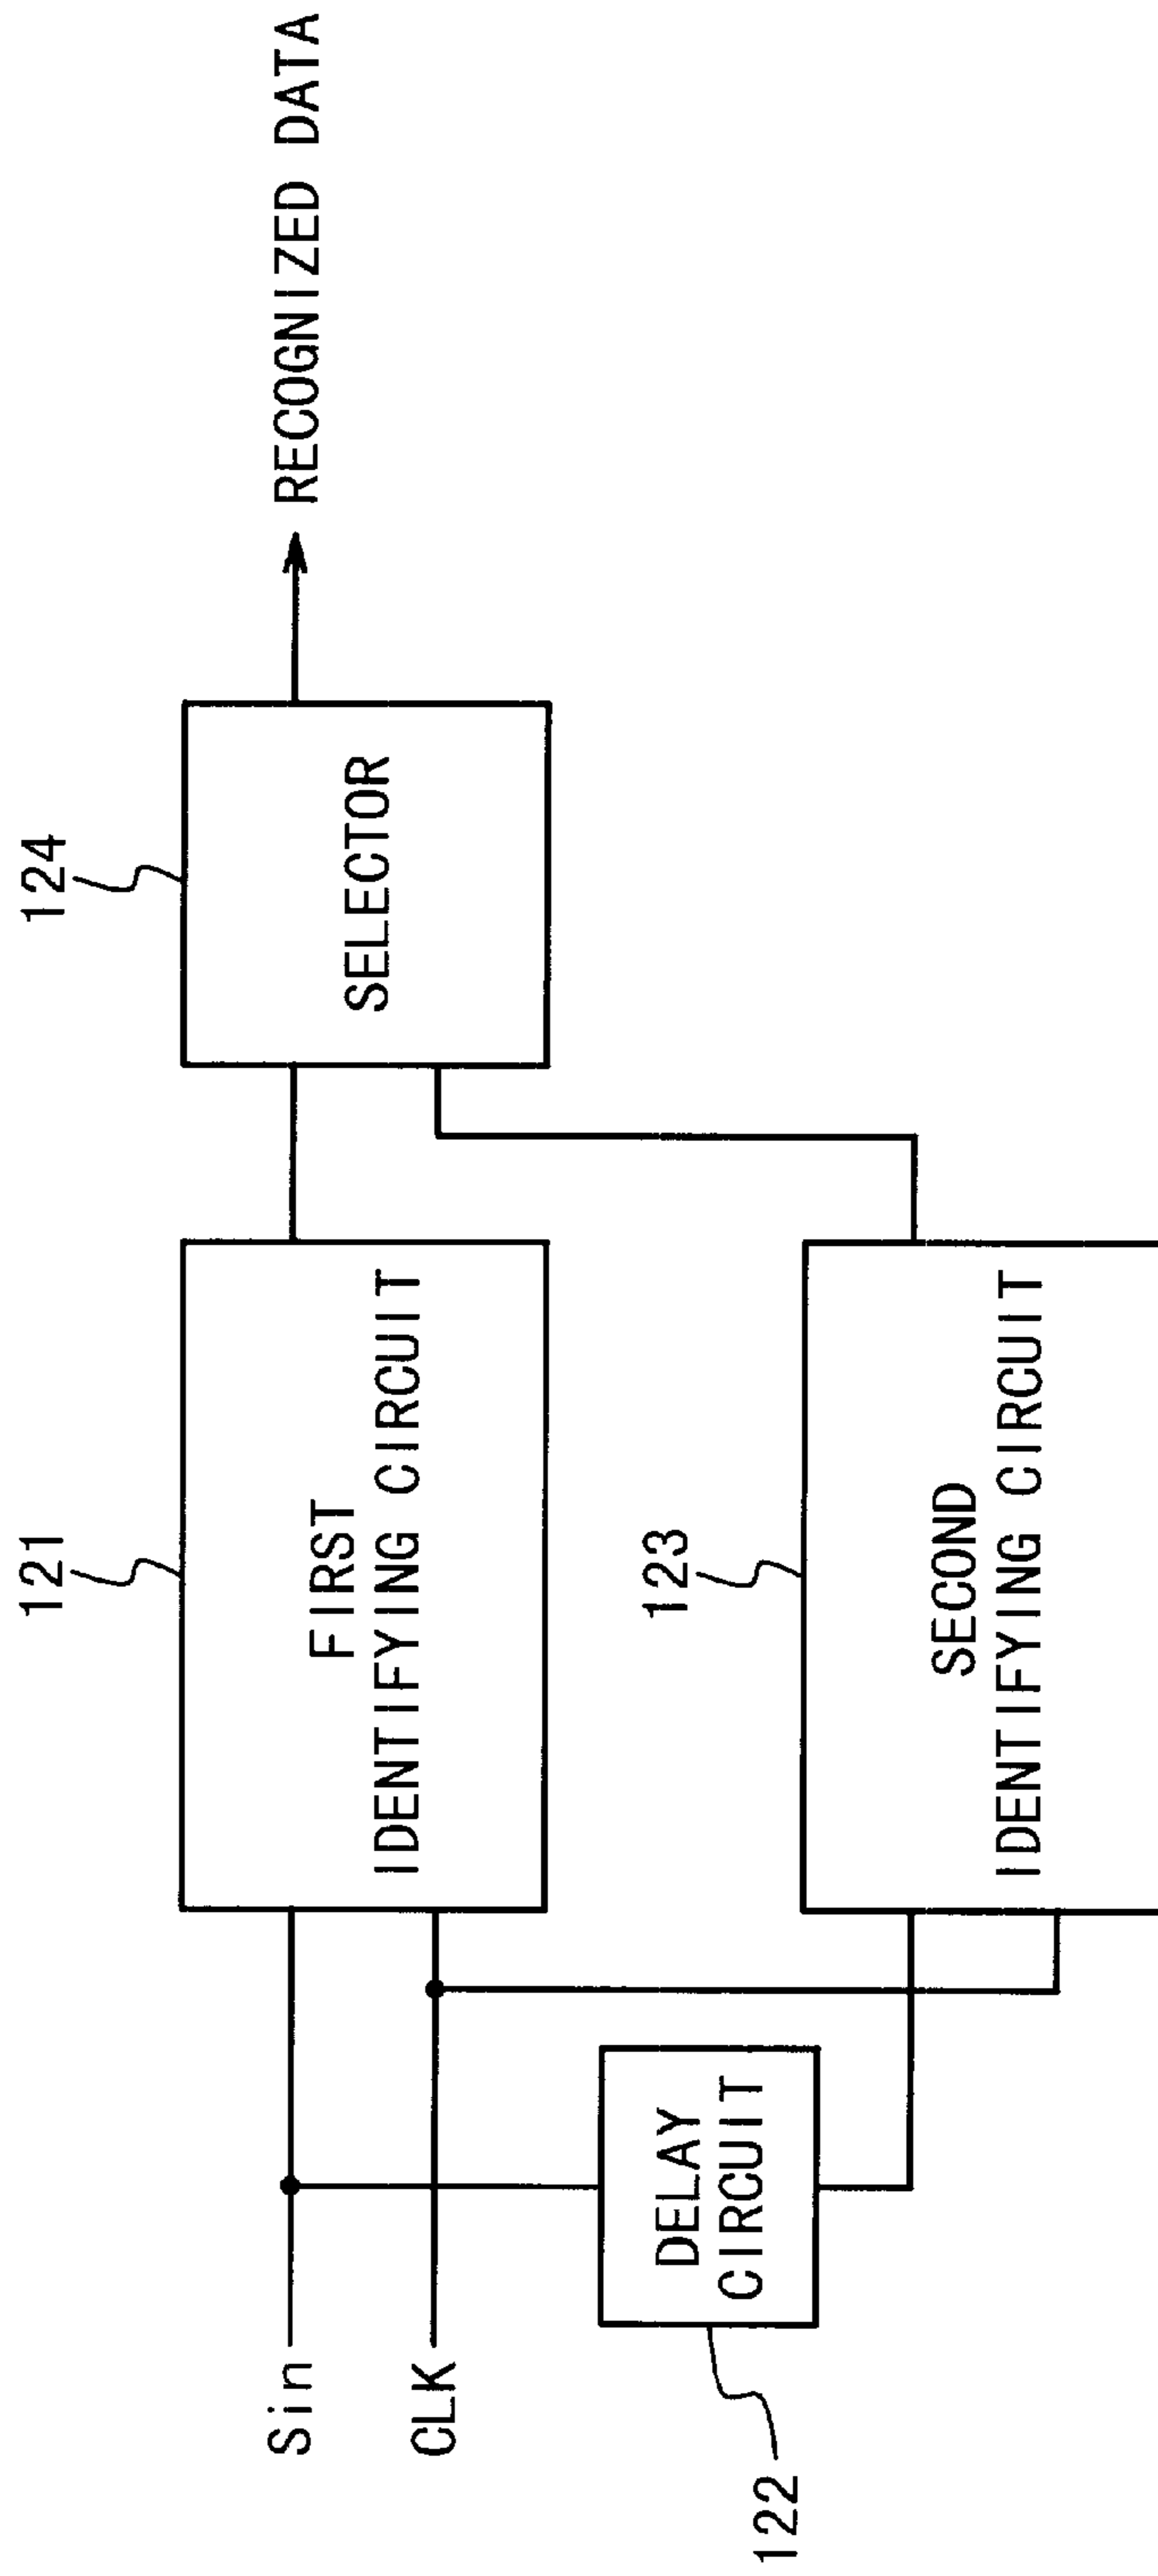 121
124
Sin
CLK
FIRST
IDENTIFYING CIRCUIT
SELECTOR
RECOGNIZED DATA
122
DELAY
CIRCUIT
123
SECOND
IDENTIFYING CIRCUIT